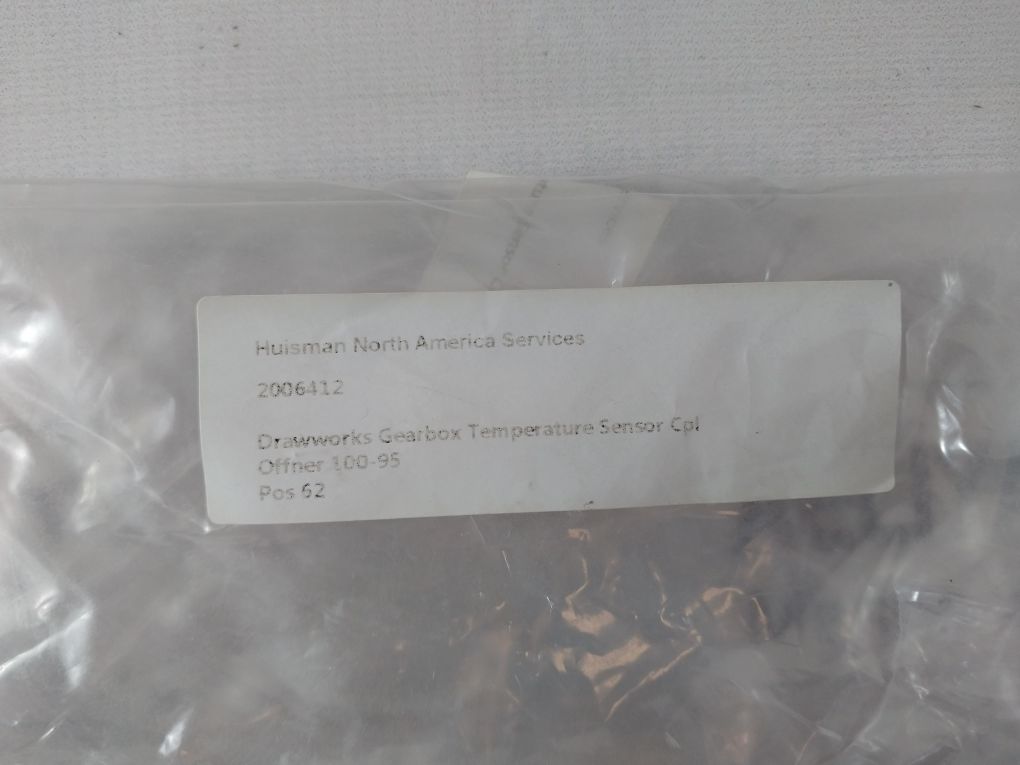 Huisman North America Services
2006412
Drawworks Gearbox Temperature Sensor Cpl
Offner 100-95
Pos 62